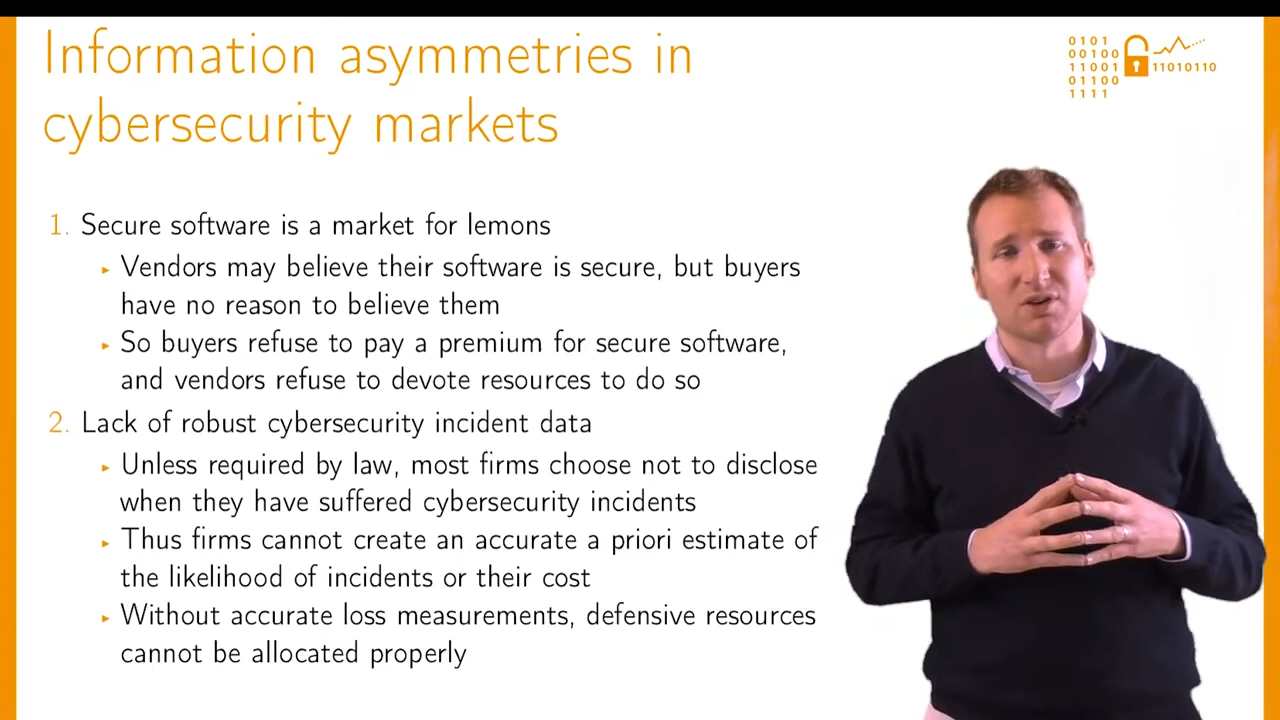 Information asymmetries in
cybersecurity markets
0101
00100
11001
01100
1111
11010110
1. Secure software is a market for lemons
▸ Vendors may believe their software is secure, but buyers
have no reason to believe them
▸ So buyers refuse to pay a premium for secure software,
and vendors refuse to devote resources to do so
2. Lack of robust cybersecurity incident data
▸ Unless required by law, most firms choose not to disclose
when they have suffered cybersecurity incidents
▸ Thus firms cannot create an accurate a priori estimate of
the likelihood of incidents or their cost
▸ Without accurate loss measurements, defensive resources
cannot be allocated properly